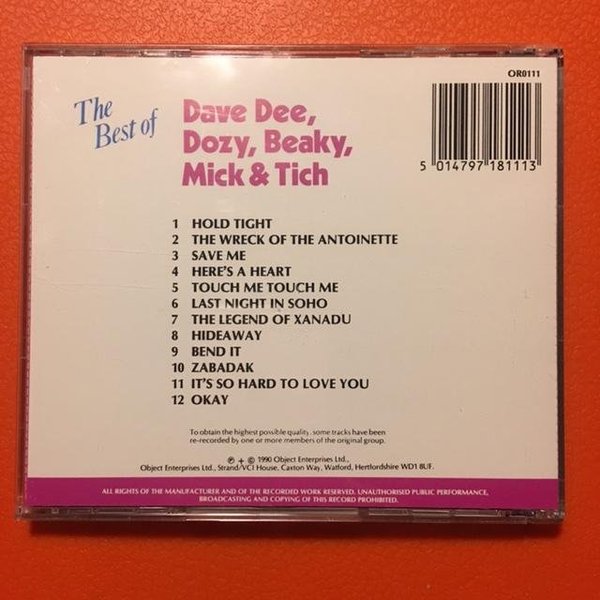 OR0111
The
Best of
Dave Dee,
Dozy, Beaky,
Mick & Tich
5 014797 181113
1 HOLD TIGHT
2 THE WRECK OF THE ANTOINETTE
3 SAVE ME
4 HERE'S A HEART
5 TOUCH ME TOUCH ME
6 LAST NIGHT IN SOHO
7 THE LEGEND OF XANADU
8 HIDEAWAY
9 BEND IT
10 ZABADAK
11 IT'S SO HARD TO LOVE YOU
12 OKAY
To obtain the highest possible quality, some tracks have been
re-recorded by one or more members of the original group.
℗ + © 1990 Object Enterprises Ltd.,
Object Enterprises Ltd., Strand/VCI House, Caxton Way, Watford, Hertfordshire WD1 8UF.
ALL RIGHTS OF THE MANUFACTURER AND OF THE RECORDED WORK RESERVED. UNAUTHORISED PUBLIC PERFORMANCE,
BROADCASTING AND COPYING OF THIS RECORD PROHIBITED.